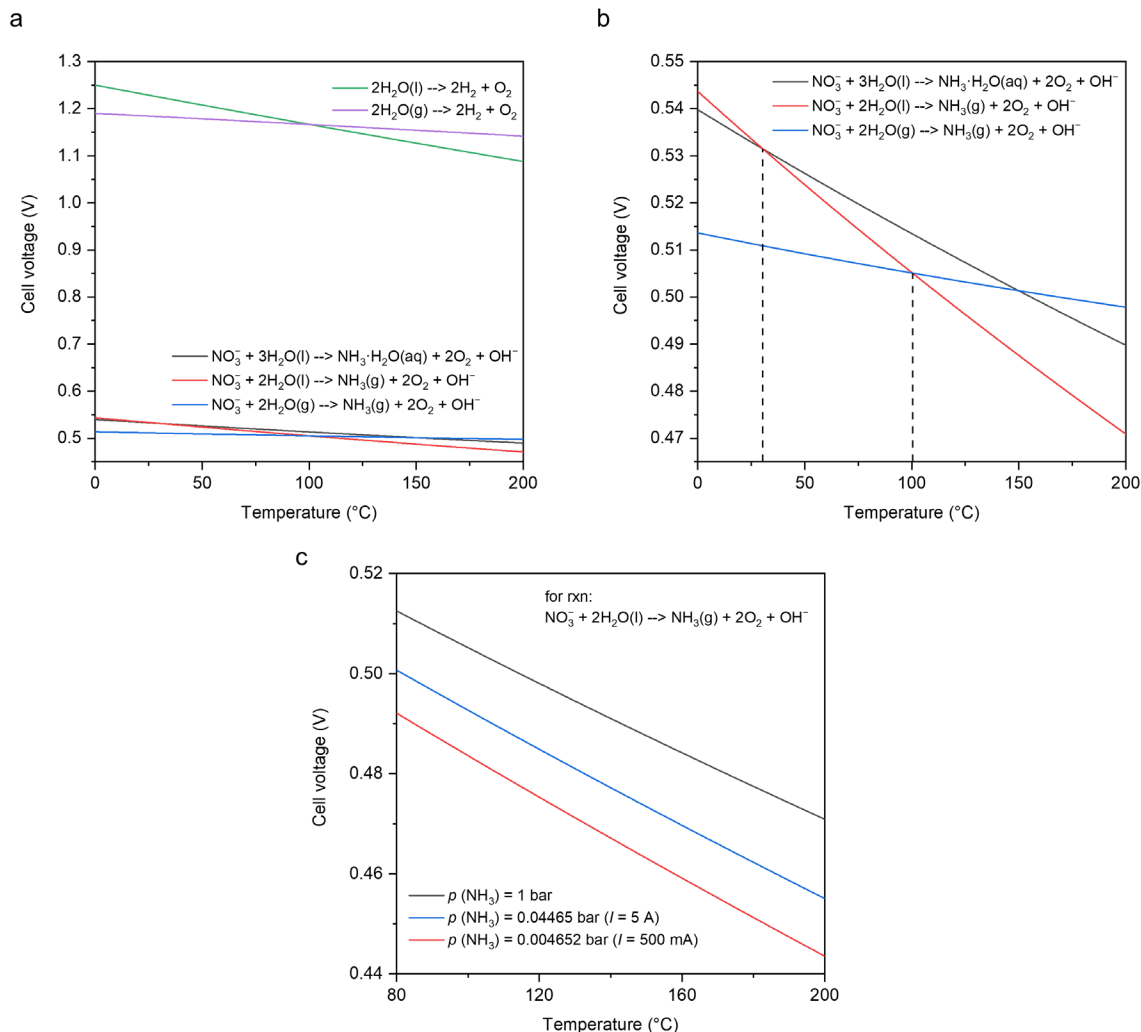 a
1.3
1.2
1.1
1.0
0.9
0.8
0.7
0.6
0.5
Cell voltage (V)
2H₂O(l) --> 2H₂ + O₂
2H₂O(g) --> 2H₂ + O₂
NO₃⁻ + 3H₂O(l) --> NH₃·H₂O(aq) + 2O₂ + OH⁻
NO₃⁻ + 2H₂O(l) --> NH₃(g) + 2O₂ + OH⁻
NO₃⁻ + 2H₂O(g) --> NH₃(g) + 2O₂ + OH⁻
0 50 100 150 200
Temperature (°C)
b
0.55
0.54
0.53
0.52
0.51
0.50
0.49
0.48
0.47
Cell voltage (V)
NO₃⁻ + 3H₂O(l) --> NH₃·H₂O(aq) + 2O₂ + OH⁻
NO₃⁻ + 2H₂O(l) --> NH₃(g) + 2O₂ + OH⁻
NO₃⁻ + 2H₂O(g) --> NH₃(g) + 2O₂ + OH⁻
0 50 100 150 200
Temperature (°C)
c
0.52
0.50
0.48
0.46
0.44
Cell voltage (V)
for rxn:
NO₃⁻ + 2H₂O(l) --> NH₃(g) + 2O₂ + OH⁻
p (NH₃) = 1 bar
p (NH₃) = 0.04465 bar (I = 5 A)
p (NH₃) = 0.004652 bar (I = 500 mA)
80 120 160 200
Temperature (°C)